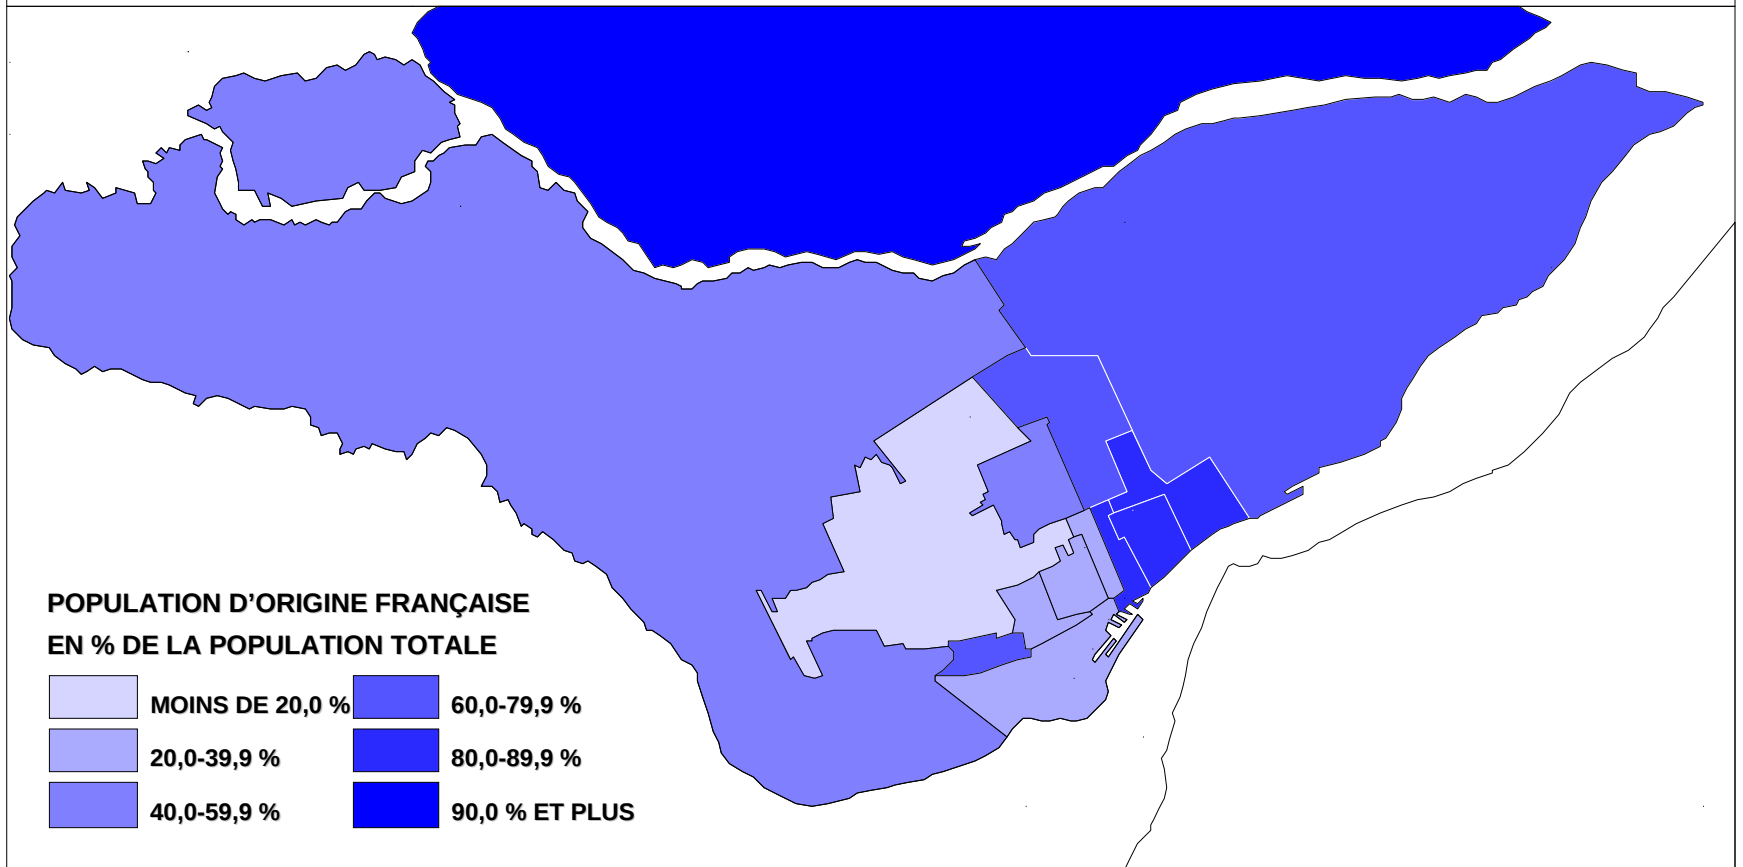 POPULATION D’ORIGINE FRANÇAISE
EN % DE LA POPULATION TOTALE
MOINS DE 20,0 %
20,0-39,9 %
40,0-59,9 %
60,0-79,9 %
80,0-89,9 %
90,0 % ET PLUS